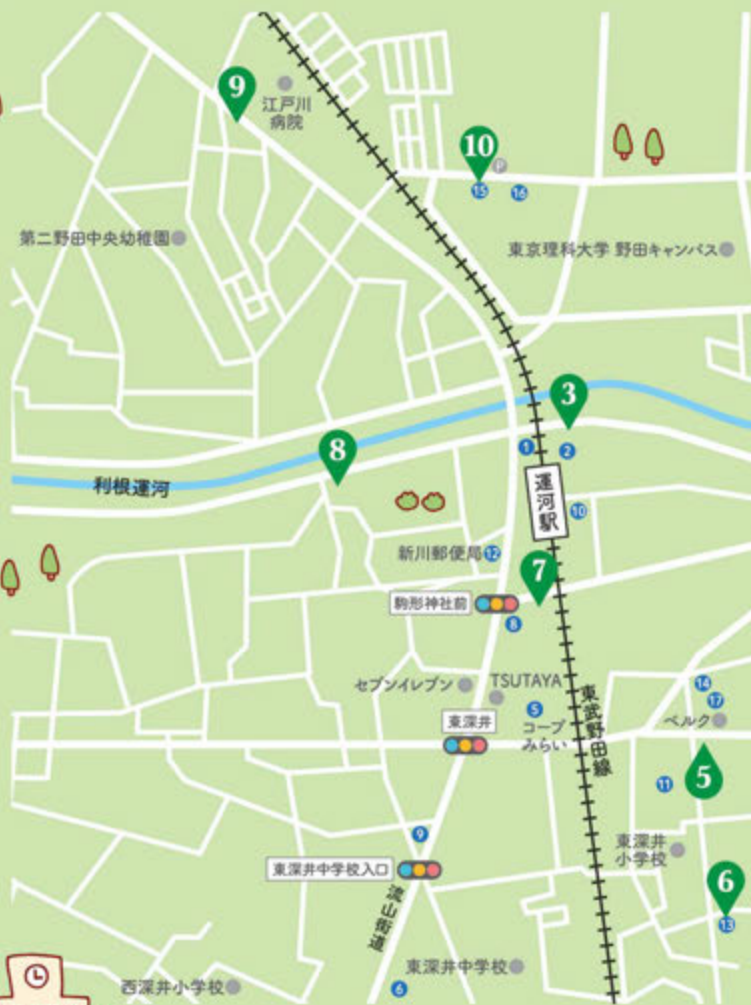 9
江戸川
病院
10
P
15
16
第二野田中央幼稚園
東京理科大学 野田キャンパス
3
8
1
2
利根運河
運河駅
10
新川郵便局
12
7
駒形神社前
8
セブンイレブン
TSUTAYA
14
17
5
東深井
コープ
みらい
東武野田線
ベルク
5
11
9
東深井
小学校
東深井中学校入口
6
13
流山街道
東深井中学校
西深井小学校
6